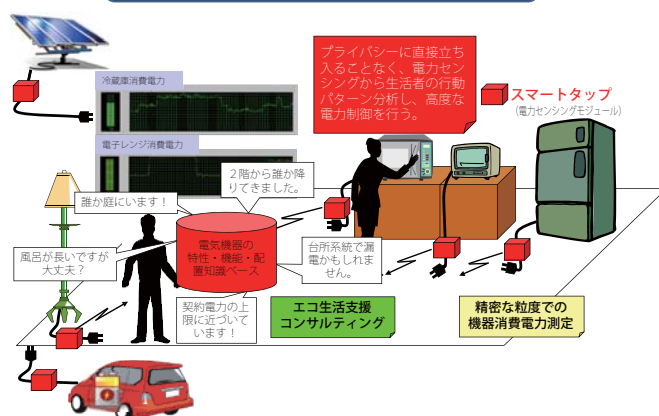 冷蔵庫消費電力
電子レンジ消費電力
プライバシーに直接立ち
入ることなく、電力セン
シングから生活者の行動
パターン分析し、高度な
電力制御を行う。
スマートタップ
(電力センシングモジュール)
誰か庭にいます！
２階から誰か降
りてきました。
風呂が長いですが
大丈夫？
電気機器の
特性・機能・配
置知識ベース
台所系統で漏
電かもしれま
せん。
契約電力の上
限に近づいて
います！
エコ生活支援
コンサルティング
精密な粒度での
機器消費電力測定